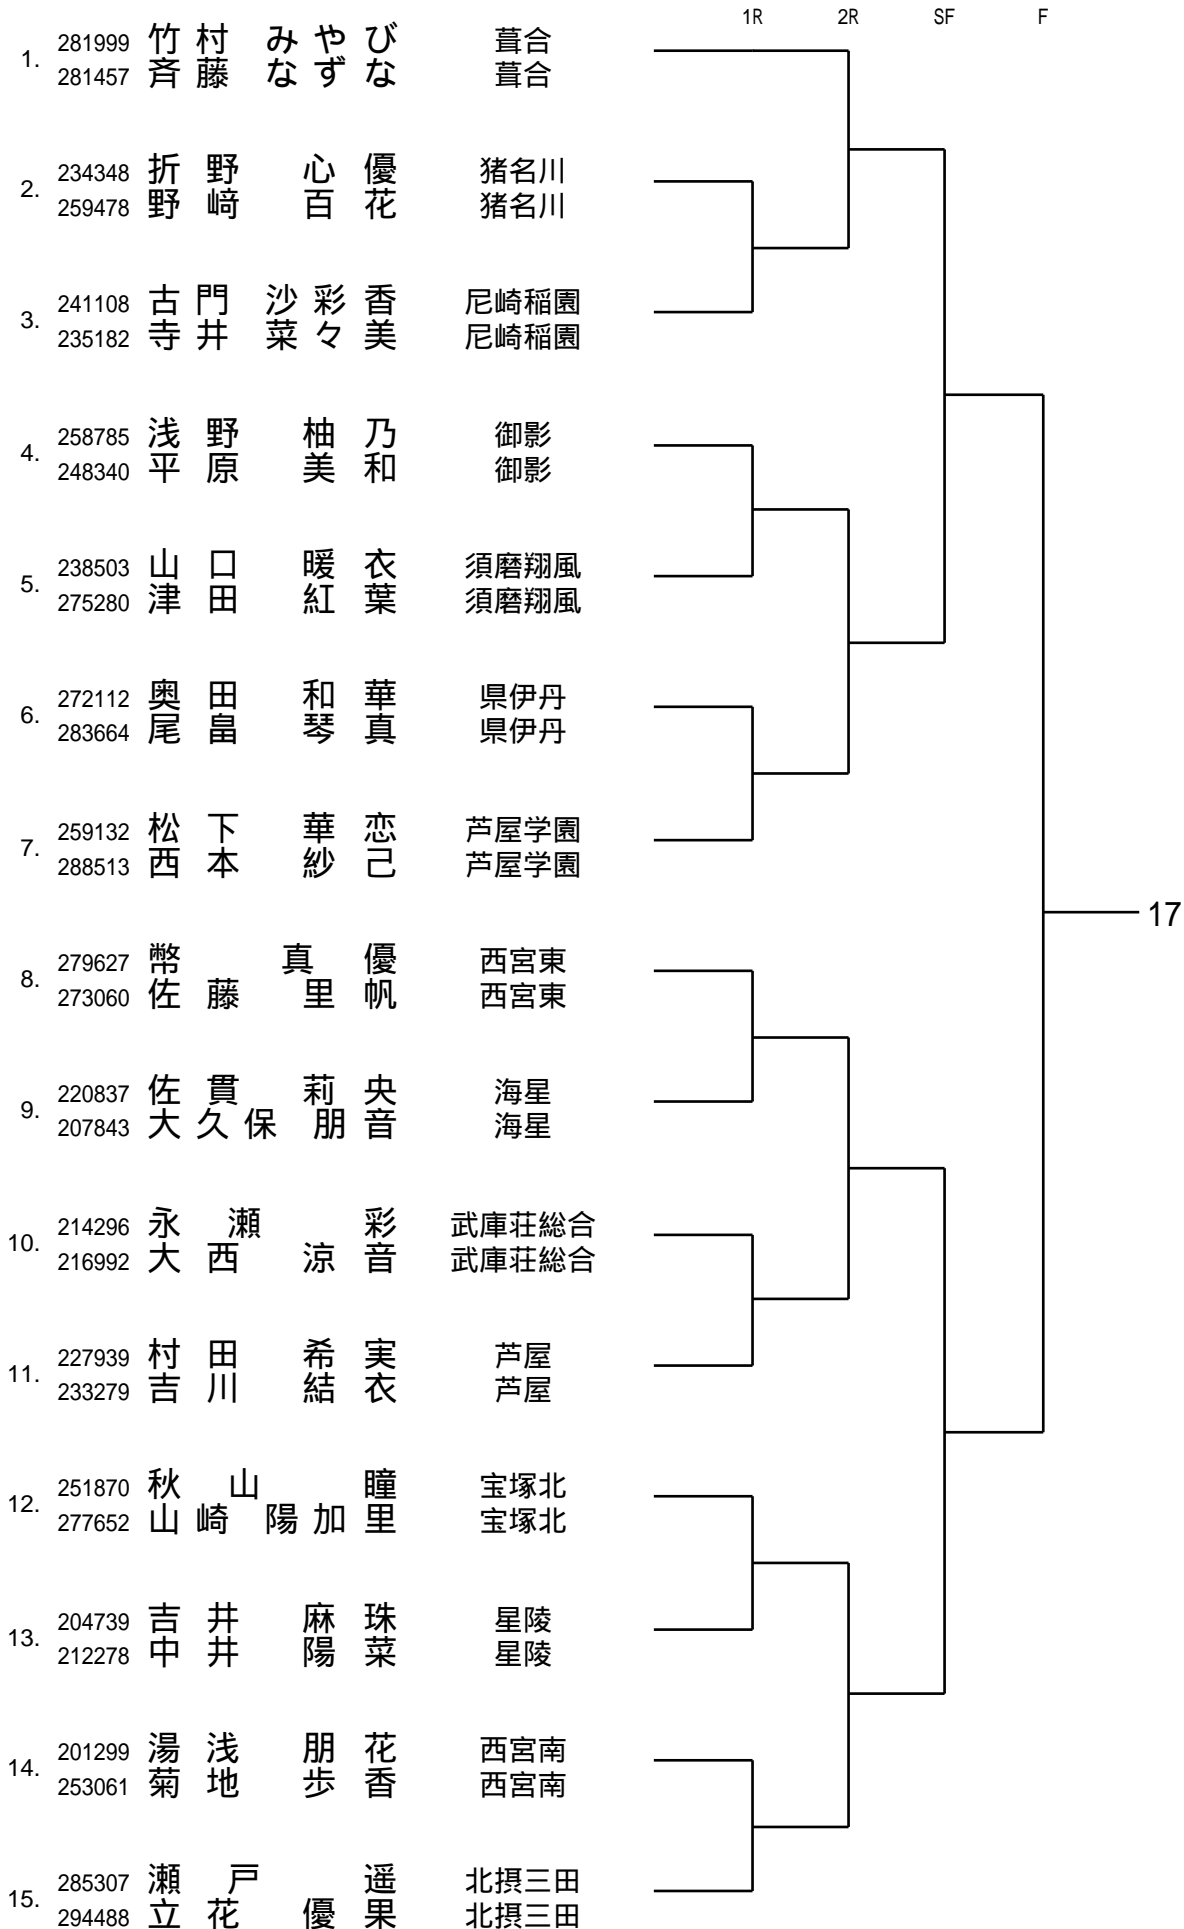 1R 2R SF F
1. 281999 竹村 みやび 葺合
281457 斉藤 なずな 葺合
2. 234348 折野 心優 猪名川
259478 野﨑 百花 猪名川
3. 241108 古門 沙彩香 尼崎稲園
235182 寺井 菜々美 尼崎稲園
4. 258785 浅野 柚乃 御影
248340 平原 美和 御影
5. 238503 山口 暖衣 須磨翔風
275280 津田 紅葉 須磨翔風
6. 272112 奥田 和華 県伊丹
283664 尾畠 琴真 県伊丹
7. 259132 松下 華恋 芦屋学園
288513 西本 紗己 芦屋学園
17
8. 279627 幣 真優 西宮東
273060 佐藤 里帆 西宮東
9. 220837 佐貫 莉央 海星
207843 大久保 朋音 海星
10. 214296 永瀬 彩 武庫荘総合
216992 大西 涼音 武庫荘総合
11. 227939 村田 希実 芦屋
233279 吉川 結衣 芦屋
12. 251870 秋山 瞳 宝塚北
277652 山崎 陽加里 宝塚北
13. 204739 吉井 麻珠 星陵
212278 中井 陽菜 星陵
14. 201299 湯浅 朋花 西宮南
253061 菊地 歩香 西宮南
15. 285307 瀬戸 遥 北摂三田
294488 立花 優果 北摂三田